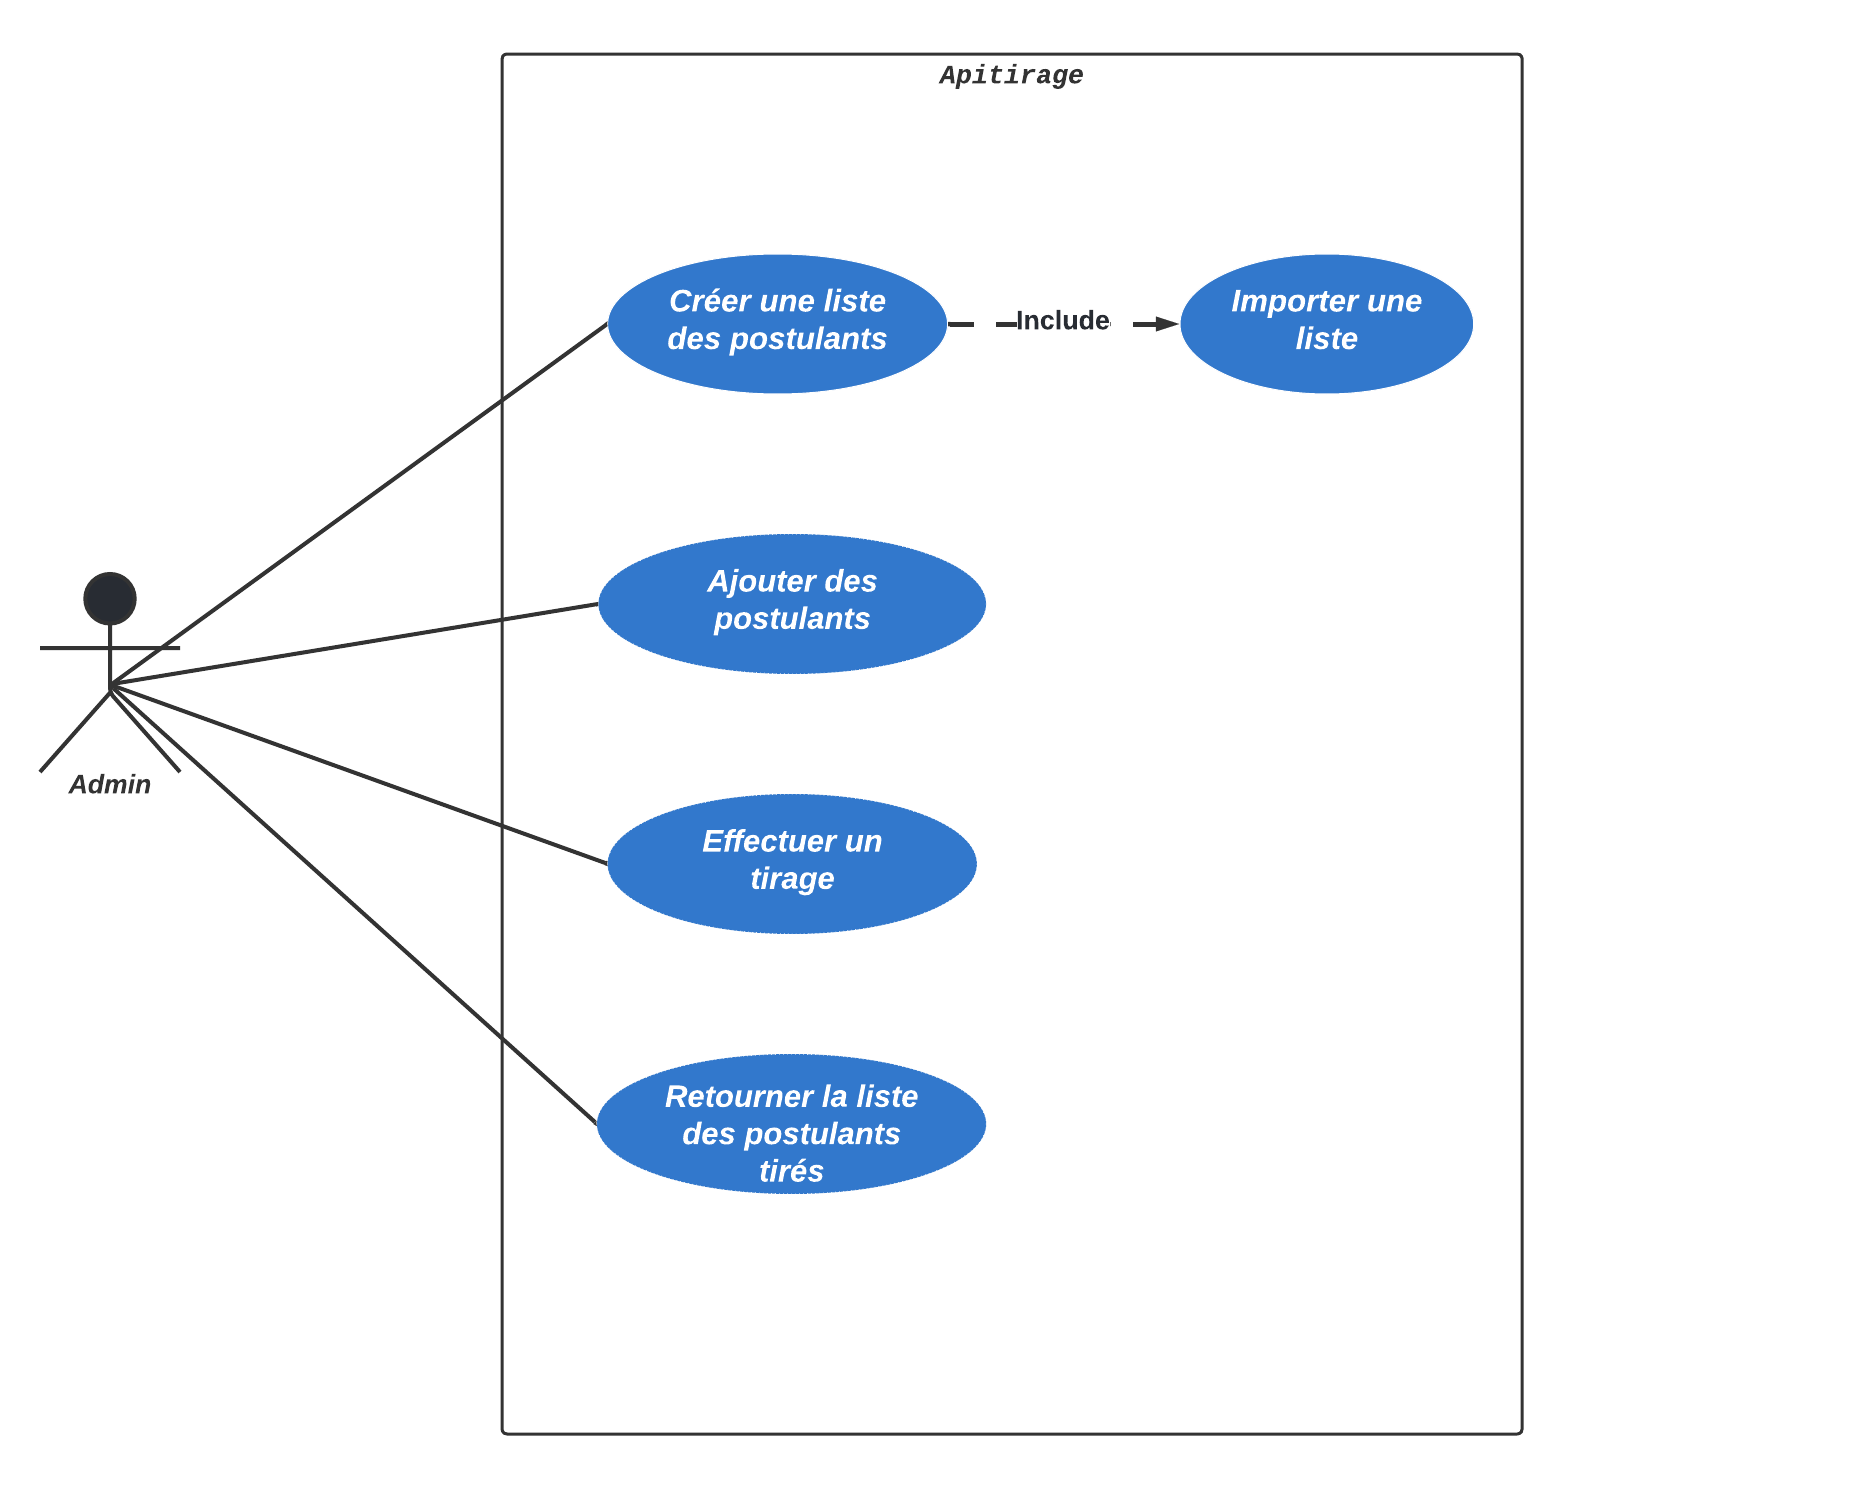 Apitirage
Créer une liste
des postulants
Include
Importer une
liste
Ajouter des
postulants
Admin
Effectuer un
tirage
Retourner la liste
des postulants
tirés